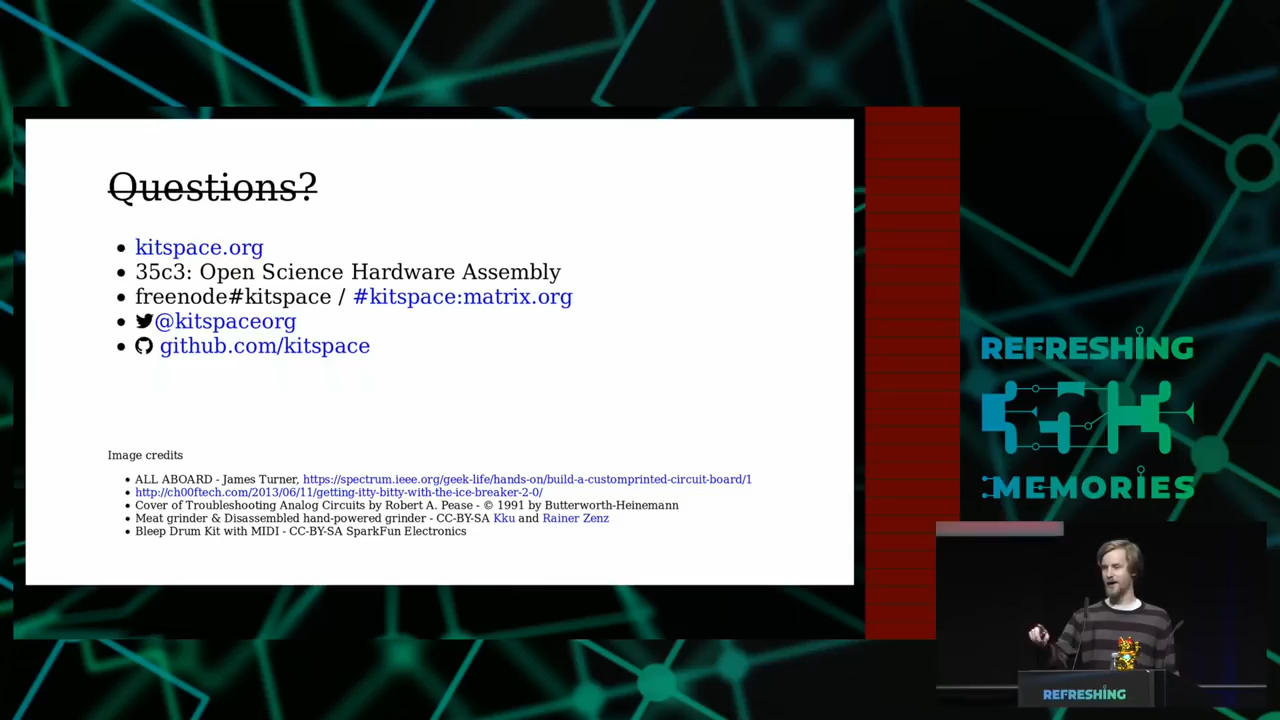 Questions?
kitspace.org
35c3: Open Science Hardware Assembly
freenode#kitspace / #kitspace:matrix.org
@kitspaceorg
github.com/kitspace
Image credits
ALL ABOARD - James Turner, https://spectrum.ieee.org/geek-life/hands-on/build-a-customprinted-circuit-board/1
http://ch00ftech.com/2013/06/11/getting-itty-bitty-with-the-ice-breaker-2-0/
Cover of Troubleshooting Analog Circuits by Robert A. Pease - © 1991 by Butterworth-Heinemann
Meat grinder & Disassembled hand-powered grinder - CC-BY-SA Kku and Rainer Zenz
Bleep Drum Kit with MIDI - CC-BY-SA SparkFun Electronics
REFRESHING
:MEMORIES
REFRESHING